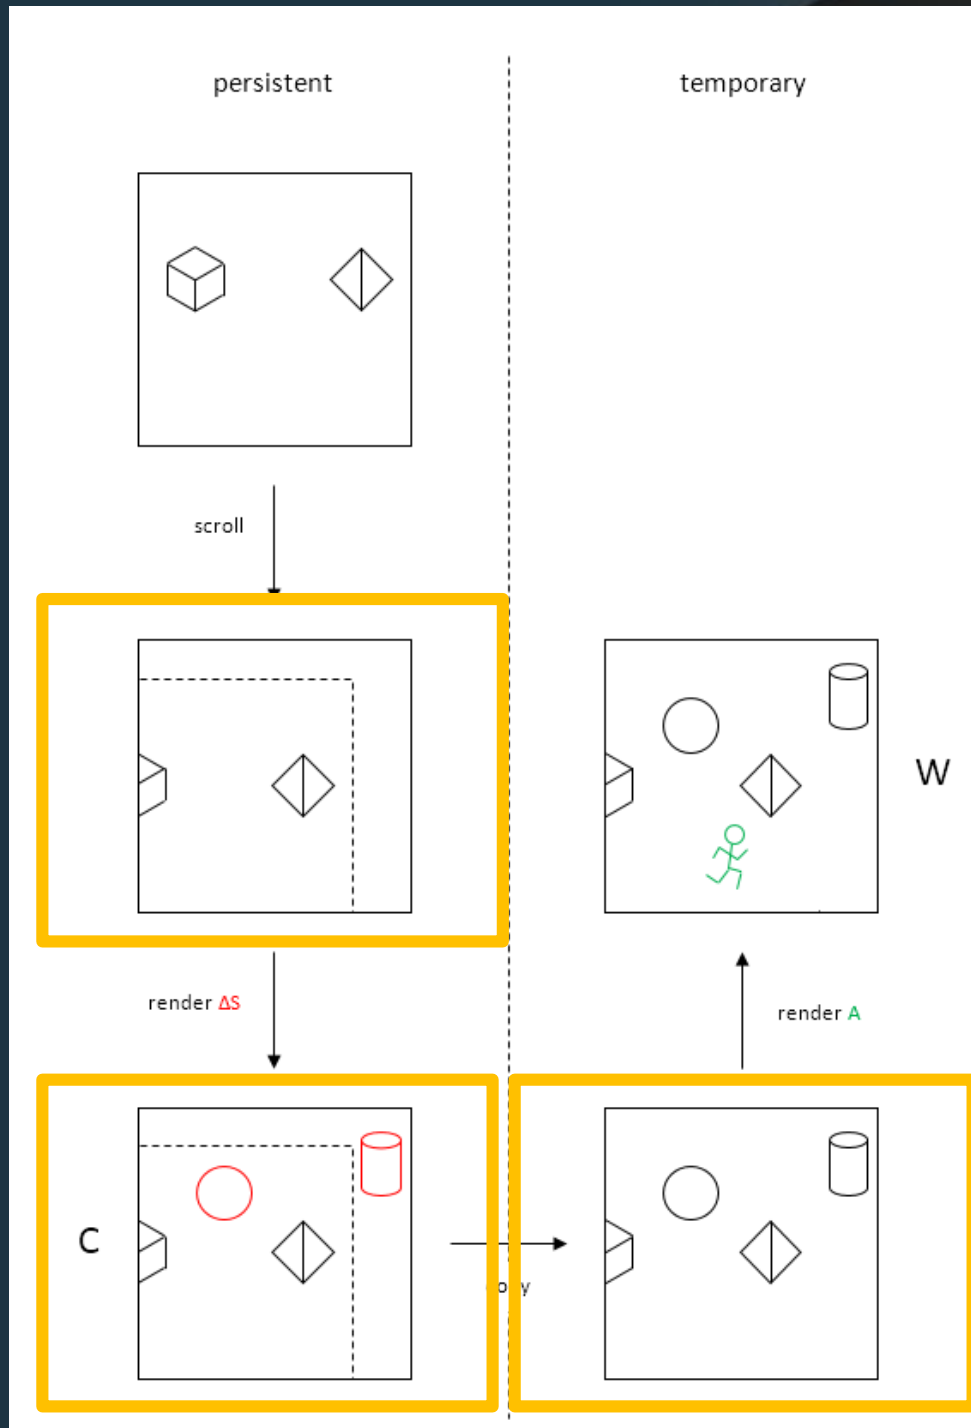 persistent
temporary
scroll
W
render ΔS
render A
C